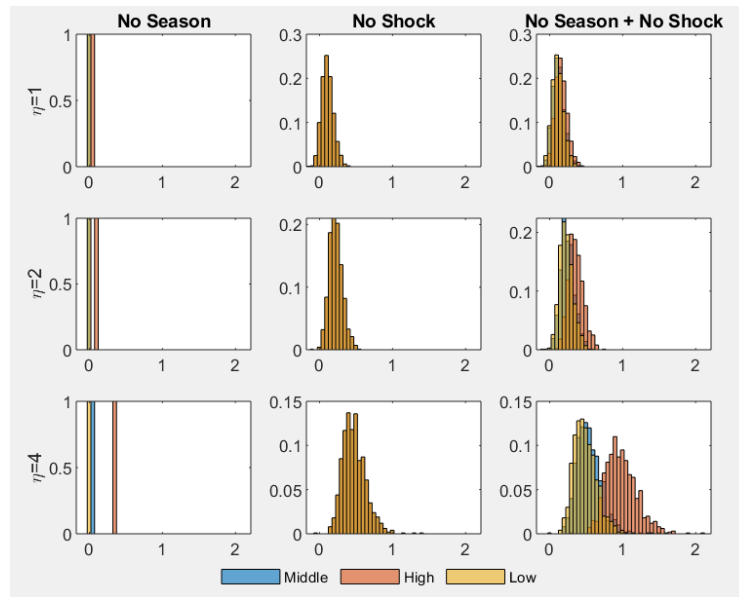 No Season No Shock No Season + No Shock
1 0.3 0.3
0.2 0.2
η=1 0.5
0.1 0.1
0 0 0
0 1 2 0 1 2 0 1 2
1 0.2 0.2
η=2 0.5 0.1 0.1
0 0 0
0 1 2 0 1 2 0 1 2
1 0.15 0.15
0.1 0.1
η=4 0.5
0.05 0.05
0 0 0
0 1 2 0 1 2 0 1 2
Middle High Low